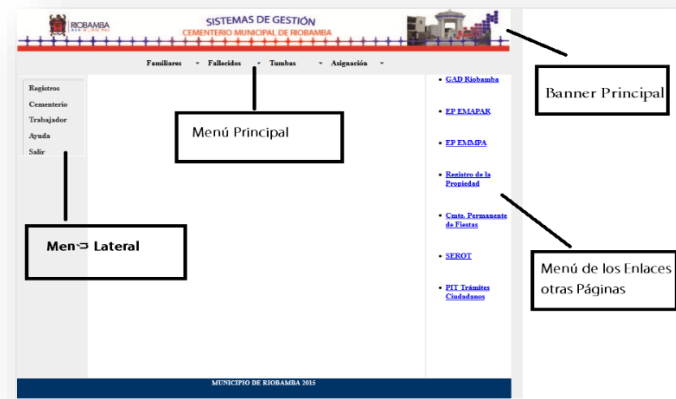 RIOBAMBA
SISTEMAS DE GESTIÓN
CEMENTERIO MUNICIPAL DE RIOBAMBA
Familiares
Fallecidos
Tumbas
Asignación
Registros
Cementerio
Trabajador
Ayuda
Salir
Menú Principal
Lateral
GAD Riobamba
EP EMAPAR
EP EMMPA
Registro de la
Propiedad
Cmte. Permanente
de Fiestas
SEROT
PIT Trámites
Ciudadanos
Banner Principal
Menú de los Enlaces
otras Páginas
MUNICIPIO DE RIOBAMBA 2015